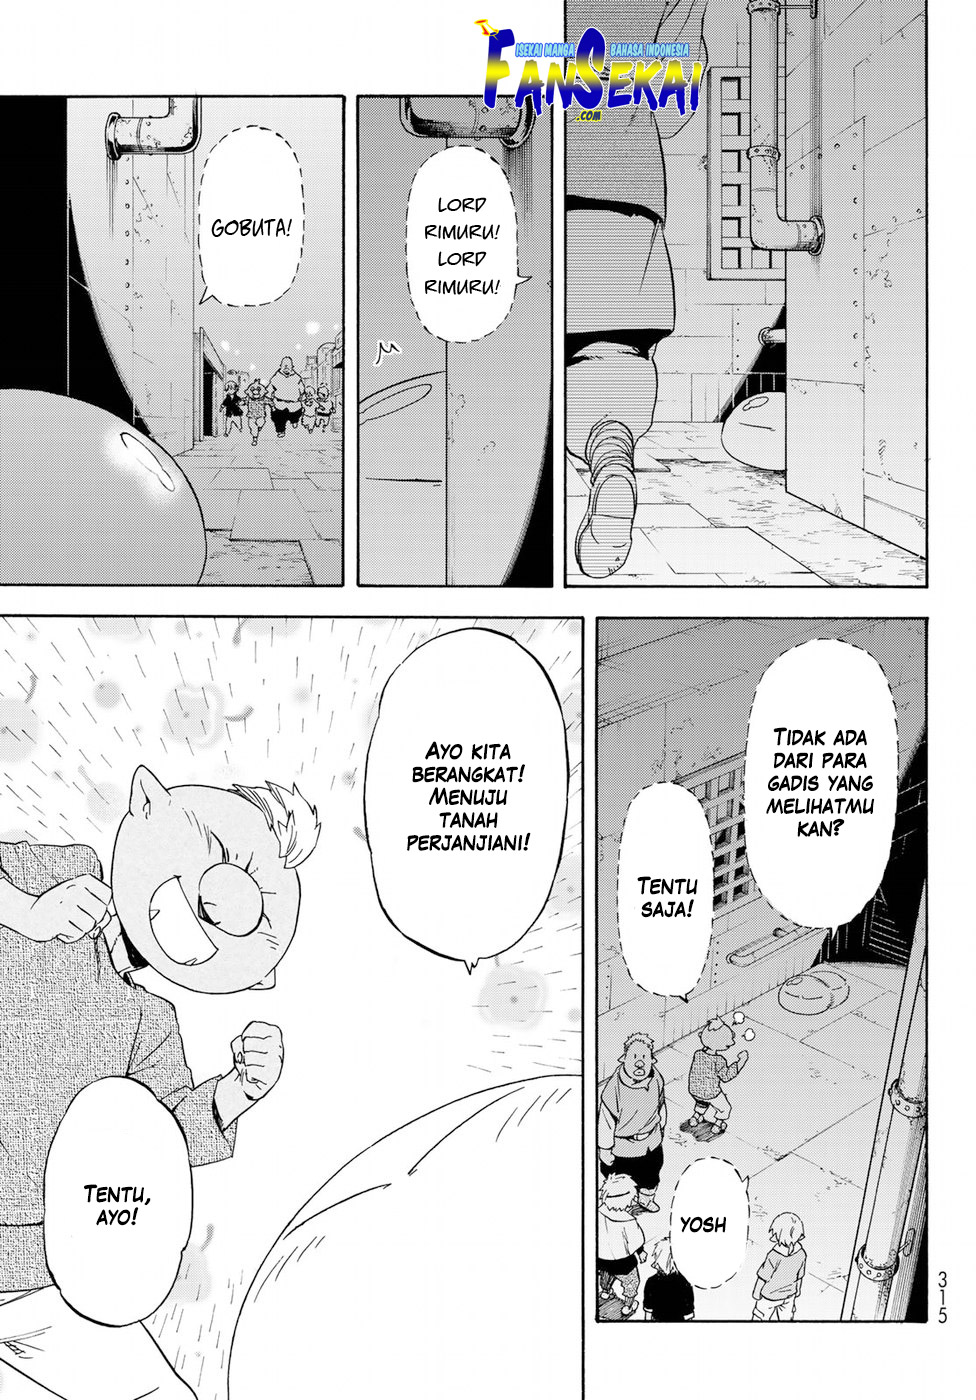 ISEKAI MANGA BAHASA INDONESIA
FANSEKAI
.COM
LORD
RIMURU!
LORD
RIMURU!
GOBUTA!
TIDAK ADA
DARI PARA
GADIS YANG
MELIHATMU
KAN?
TENTU
SAJA!
YOSH
AYO KITA
BERANGKAT!
MENUJU
TANAH
PERJANJIANI!
TENTU,
AYO!
315